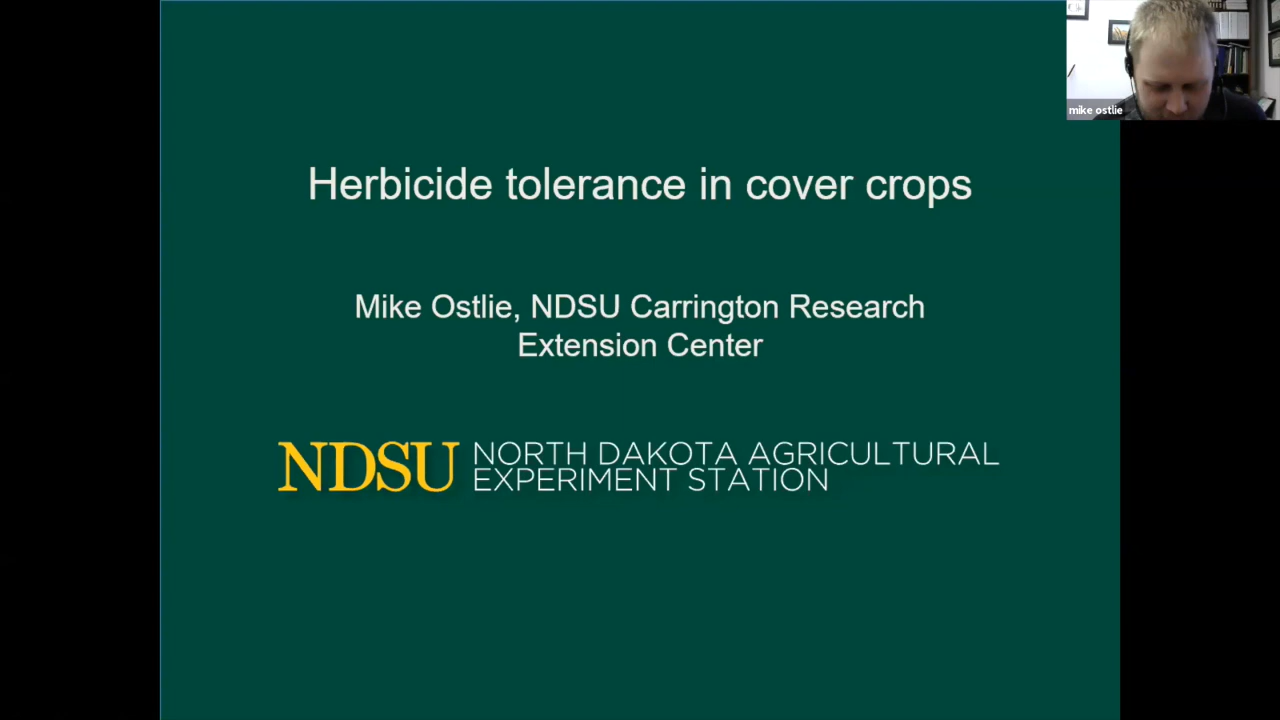 mike ostlie
Herbicide tolerance in cover crops
Mike Ostlie, NDSU Carrington Research
Extension Center
NDSU NORTH DAKOTA AGRICULTURAL
EXPERIMENT STATION